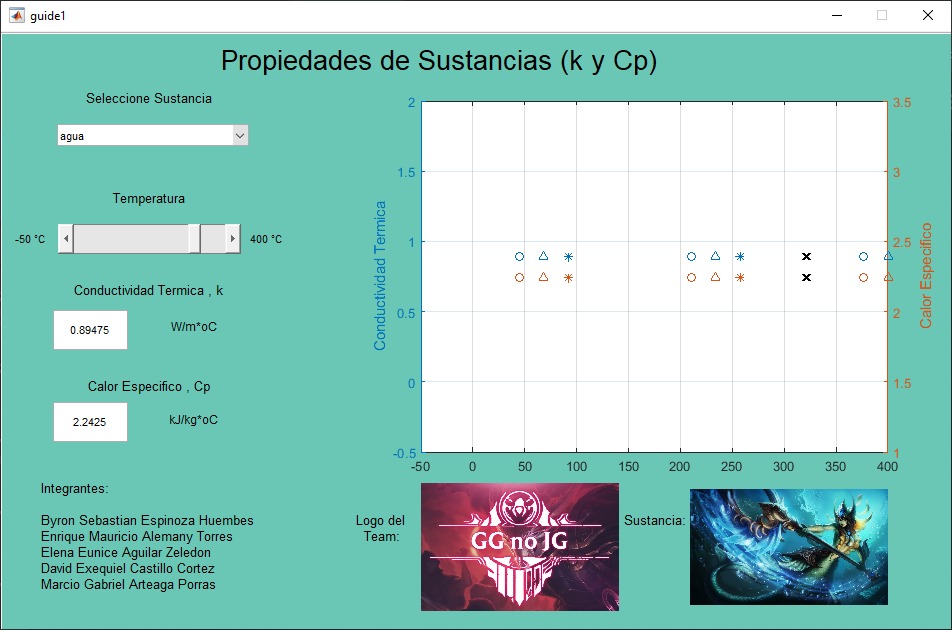 guide1
Propiedades de Sustancias (k y Cp)
Seleccione Sustancia
agua
Temperatura
-50 °C
400 °C
Conductividad Termica , k
0.89475
W/m*oC
Calor Especifico , Cp
2.2425
kJ/kg*oC
Conductividad Termica
2
1.5
1
0.5
0
-0.5
3.5
3
2.5
2
1.5
1
Calor Especifico
-50 0 50 100 150 200 250 300 350 400
Integrantes:
Byron Sebastian Espinoza Huembes
Enrique Mauricio Alemany Torres
Elena Eunice Aguilar Zeledon
David Exequiel Castillo Cortez
Marcio Gabriel Arteaga Porras
Logo del
Team:
GG no JG
Sustancia: